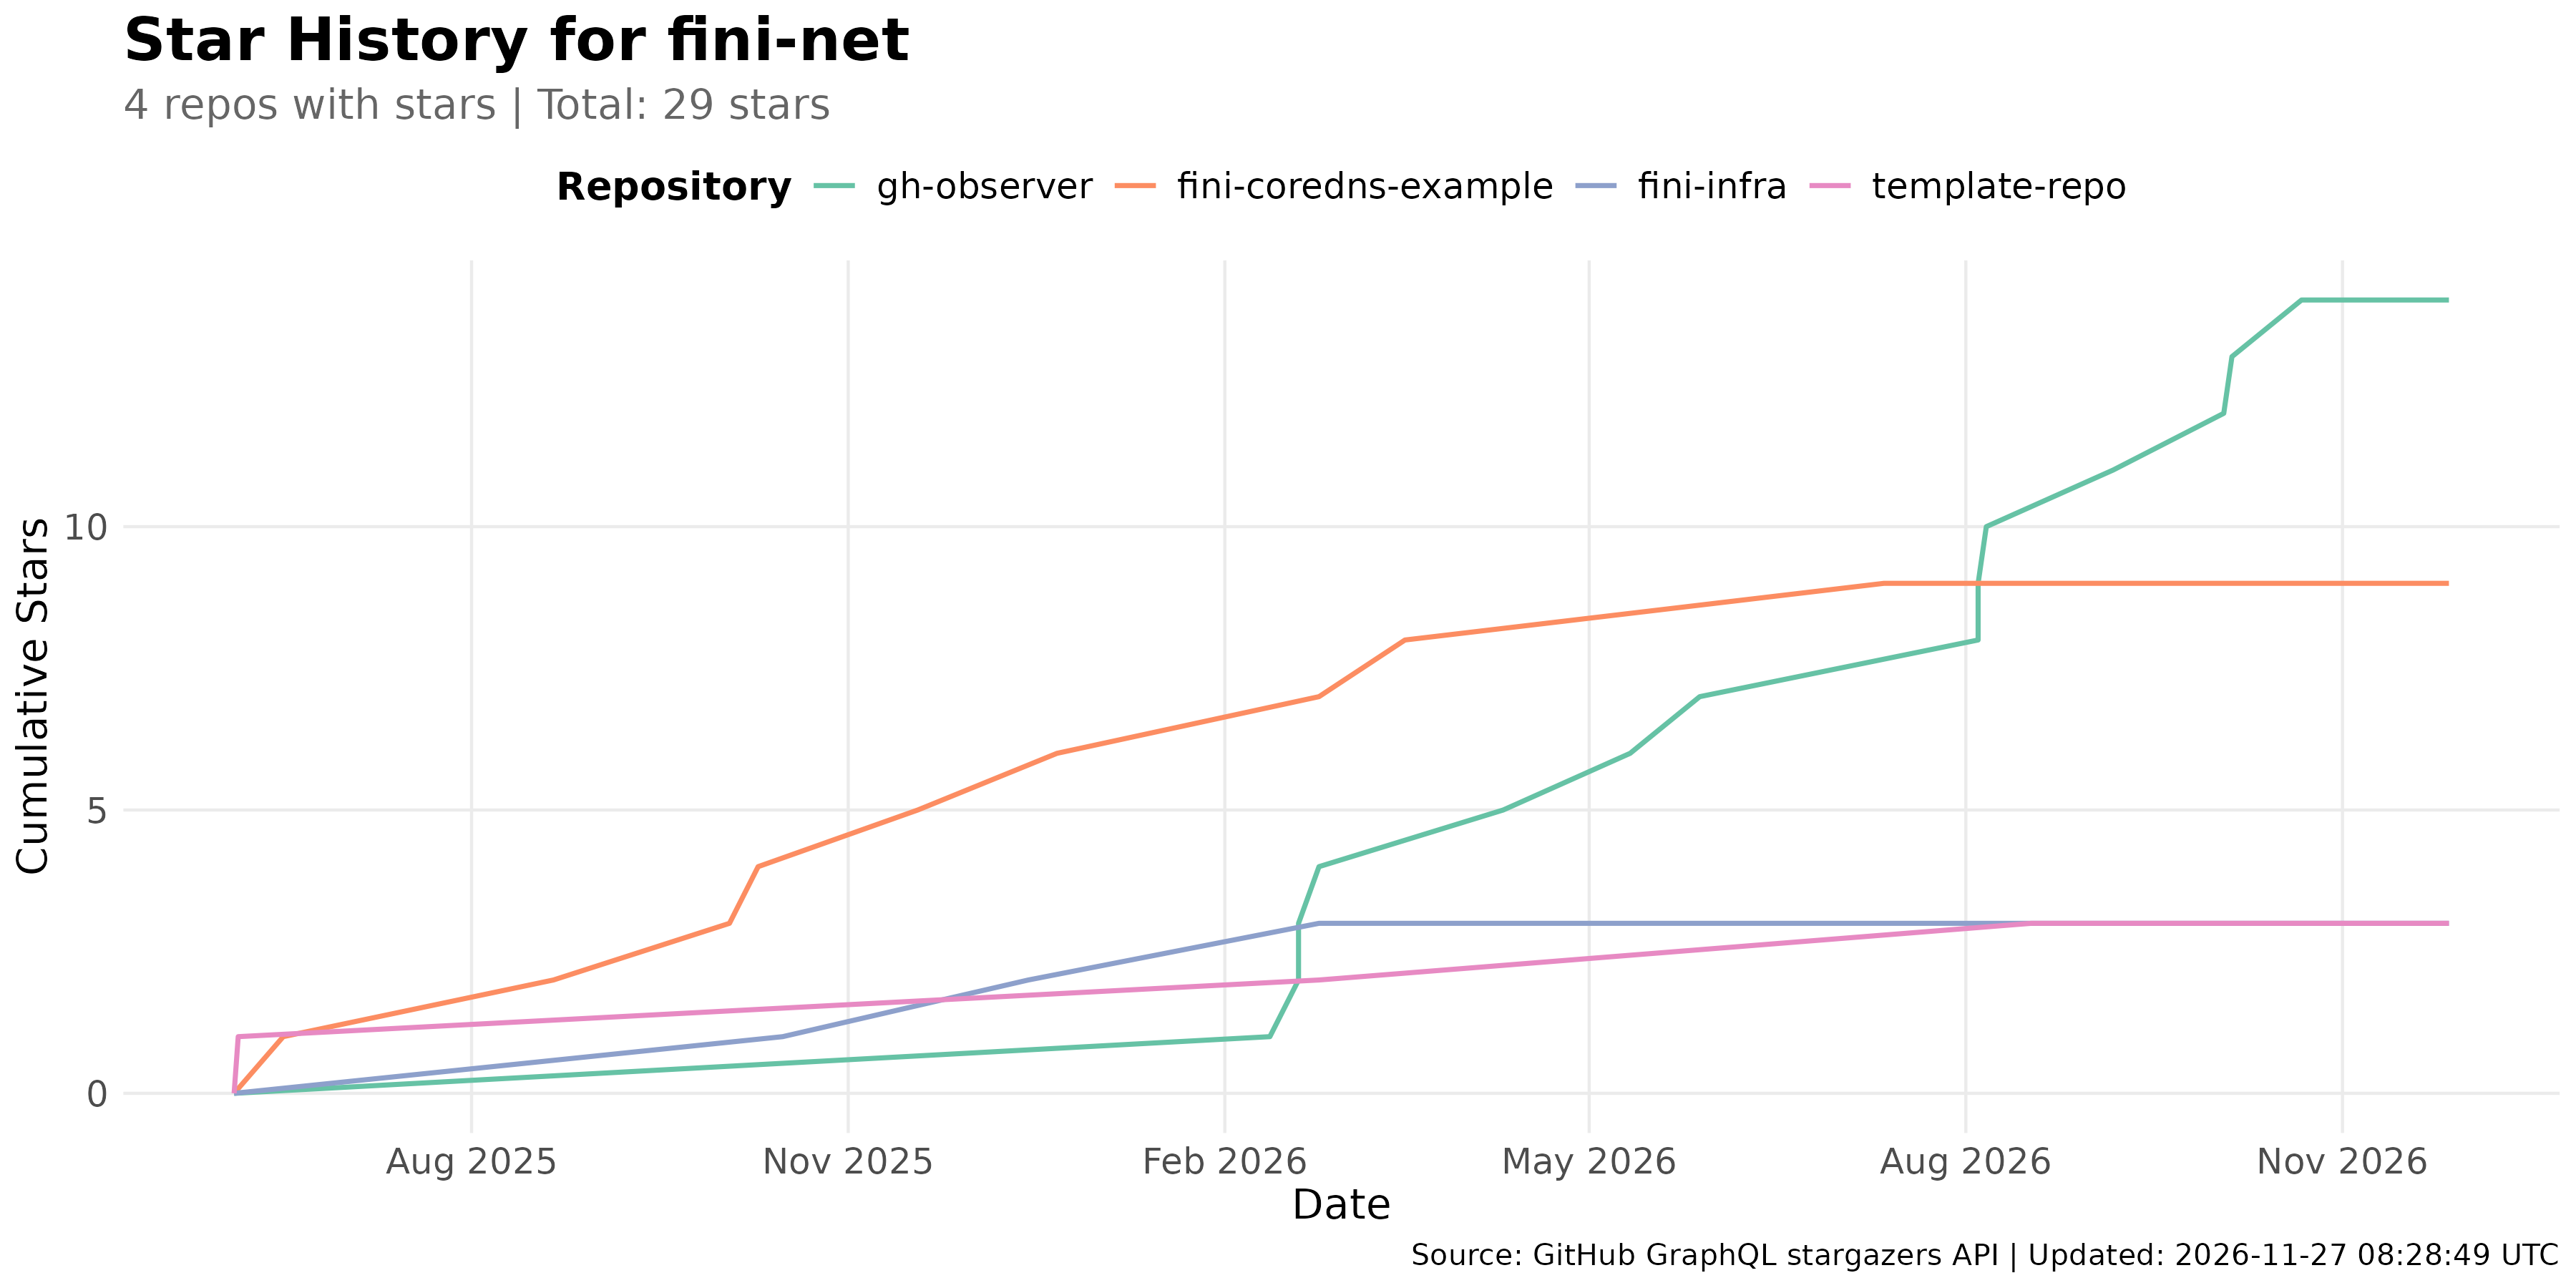 Star History for fini-net
4 repos with stars | Total: 29 stars
Repository gh-observer fini-coredns-example fini-infra template-repo
Cumulative Stars
10
5
0
Aug 2025 Nov 2025 Feb 2026 May 2026 Aug 2026 Nov 2026
Date
Source: GitHub GraphQL stargazers API | Updated: 2026-11-27 08:28:49 UTC